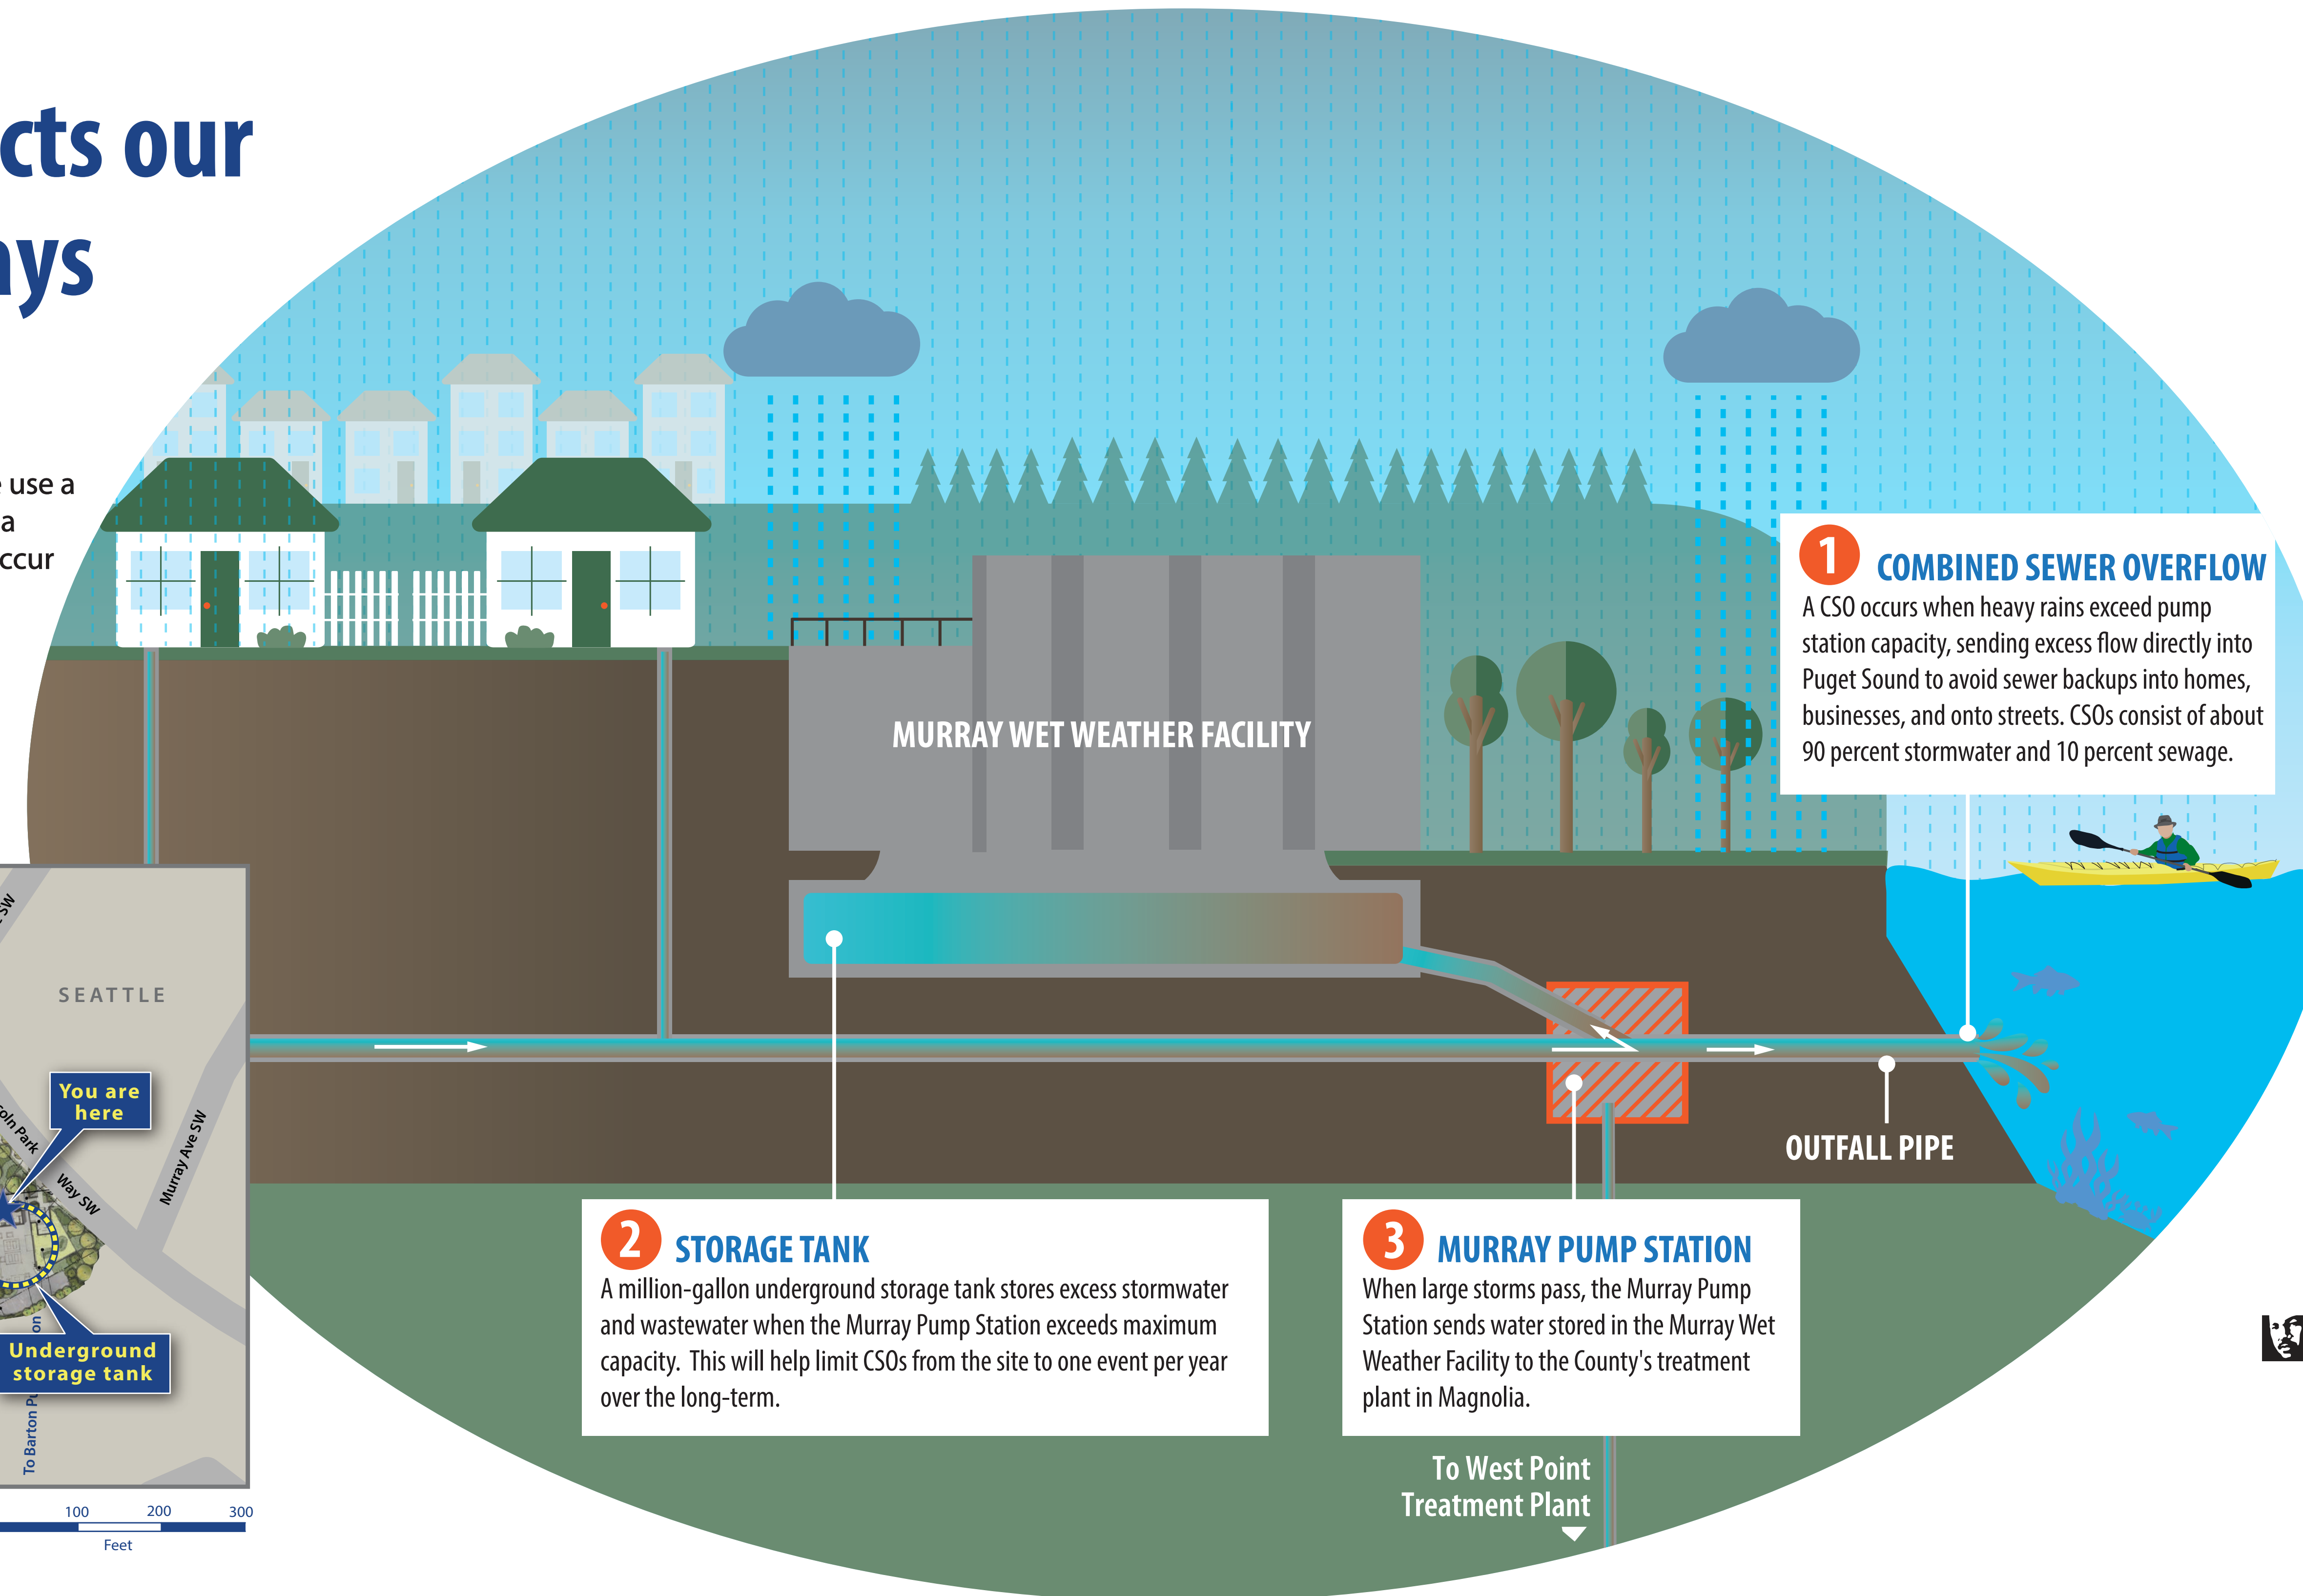 cts our
ays
use a
a
ccur
1 COMBINED SEWER OVERFLOW
A CSO occurs when heavy rains exceed pump
station capacity, sending excess flow directly into
Puget Sound to avoid sewer backups into homes,
businesses, and onto streets. CSOs consist of about
90 percent stormwater and 10 percent sewage.
MURRAY WET WEATHER FACILITY
SW
SEATTLE
You are
here
coln Park
Way SW
Murray Ave SW
Underground
storage tank
To Barton Pu
on
100 200 300
Feet
OUTFALL PIPE
2 STORAGE TANK
A million-gallon underground storage tank stores excess stormwater
and wastewater when the Murray Pump Station exceeds maximum
capacity. This will help limit CSOs from the site to one event per year
over the long-term.
3 MURRAY PUMP STATION
When large storms pass, the Murray Pump
Station sends water stored in the Murray Wet
Weather Facility to the County's treatment
plant in Magnolia.
To West Point
Treatment Plant